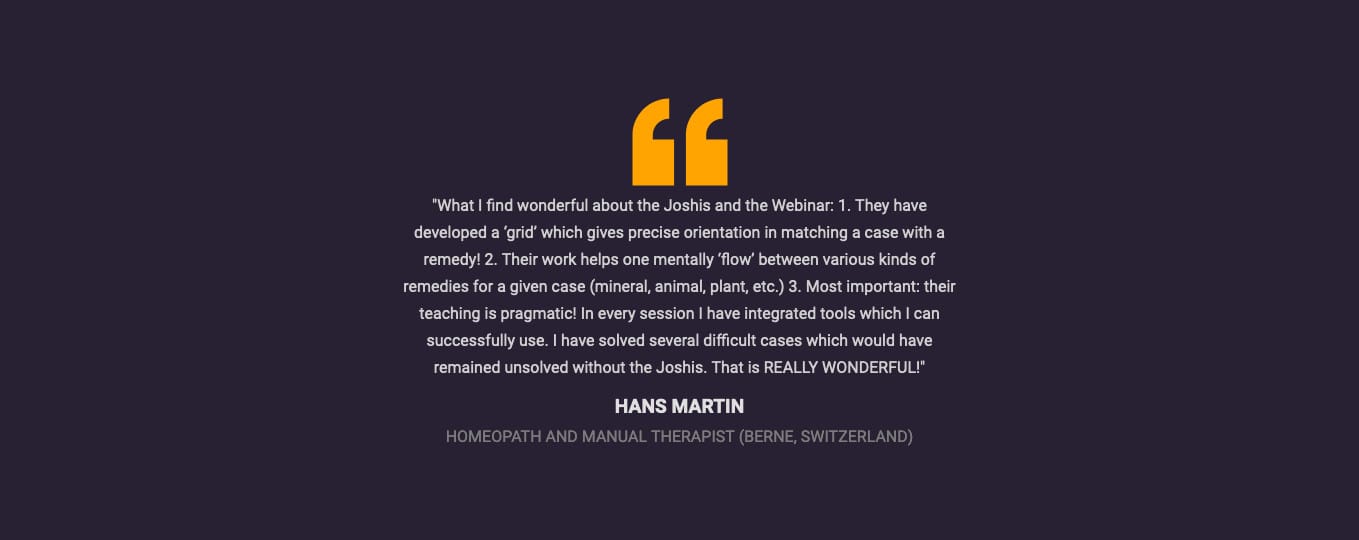 "What I find wonderful about the Joshis and the Webinar: 1. They have
developed a ‘grid’ which gives precise orientation in matching a case with a
remedy! 2. Their work helps one mentally ‘flow’ between various kinds of
remedies for a given case (mineral, animal, plant, etc.) 3. Most important: their
teaching is pragmatic! In every session I have integrated tools which I can
successfully use. I have solved several difficult cases which would have
remained unsolved without the Joshis. That is REALLY WONDERFUL!"
HANS MARTIN
HOMEOPATH AND MANUAL THERAPIST (BERNE, SWITZERLAND)